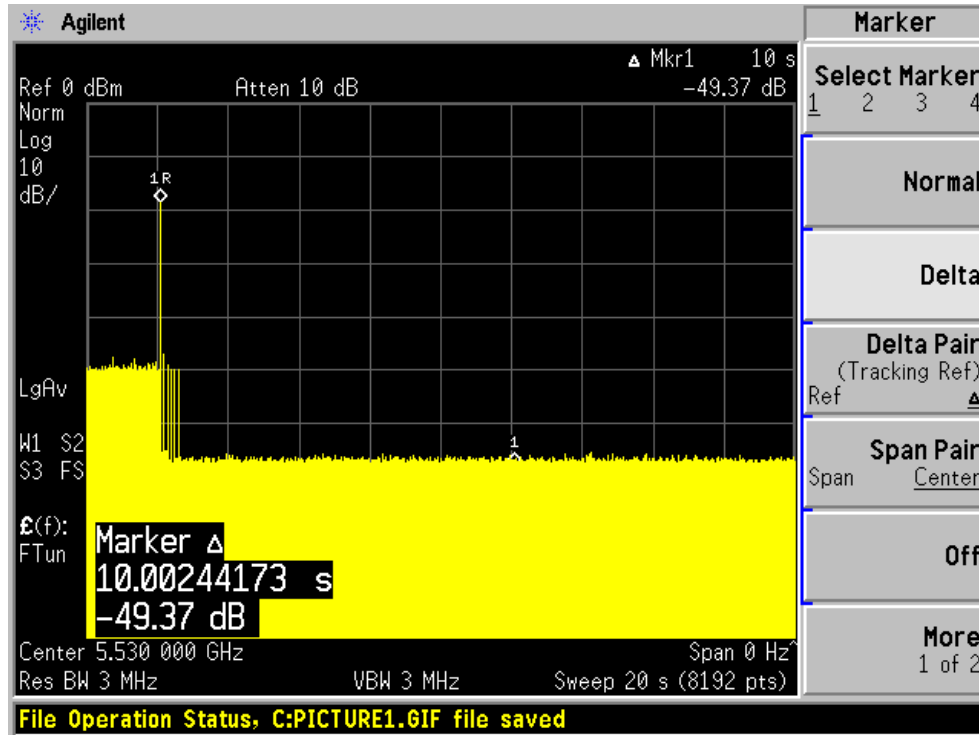 Agilent
Marker
Δ Mkr1 10 s
Ref 0 dBm Atten 10 dB -49.37 dB
Norm
Log
10
dB/
1R
LgAv
W1 S2
S3 FS
1
£(f):
FTun
Marker Δ
10.00244173 s
-49.37 dB
Center 5.530 000 GHz Span 0 Hz^
Res BW 3 MHz VBW 3 MHz Sweep 20 s (8192 pts)
File Operation Status, C:PICTURE1.GIF file saved
Select Marker
1 2 3 4
Normal
Delta
Delta Pair
(Tracking Ref)
Ref Δ
Span Pair
Span Center
Off
More
1 of 2